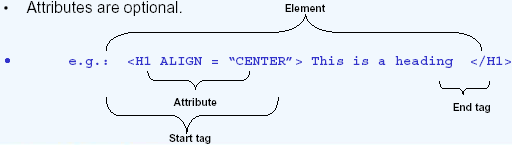 • Attributes are optional.
Element
• e.g.: <H1 ALIGN = “CENTER”> This is a heading </H1>
Attribute
End tag
Start tag